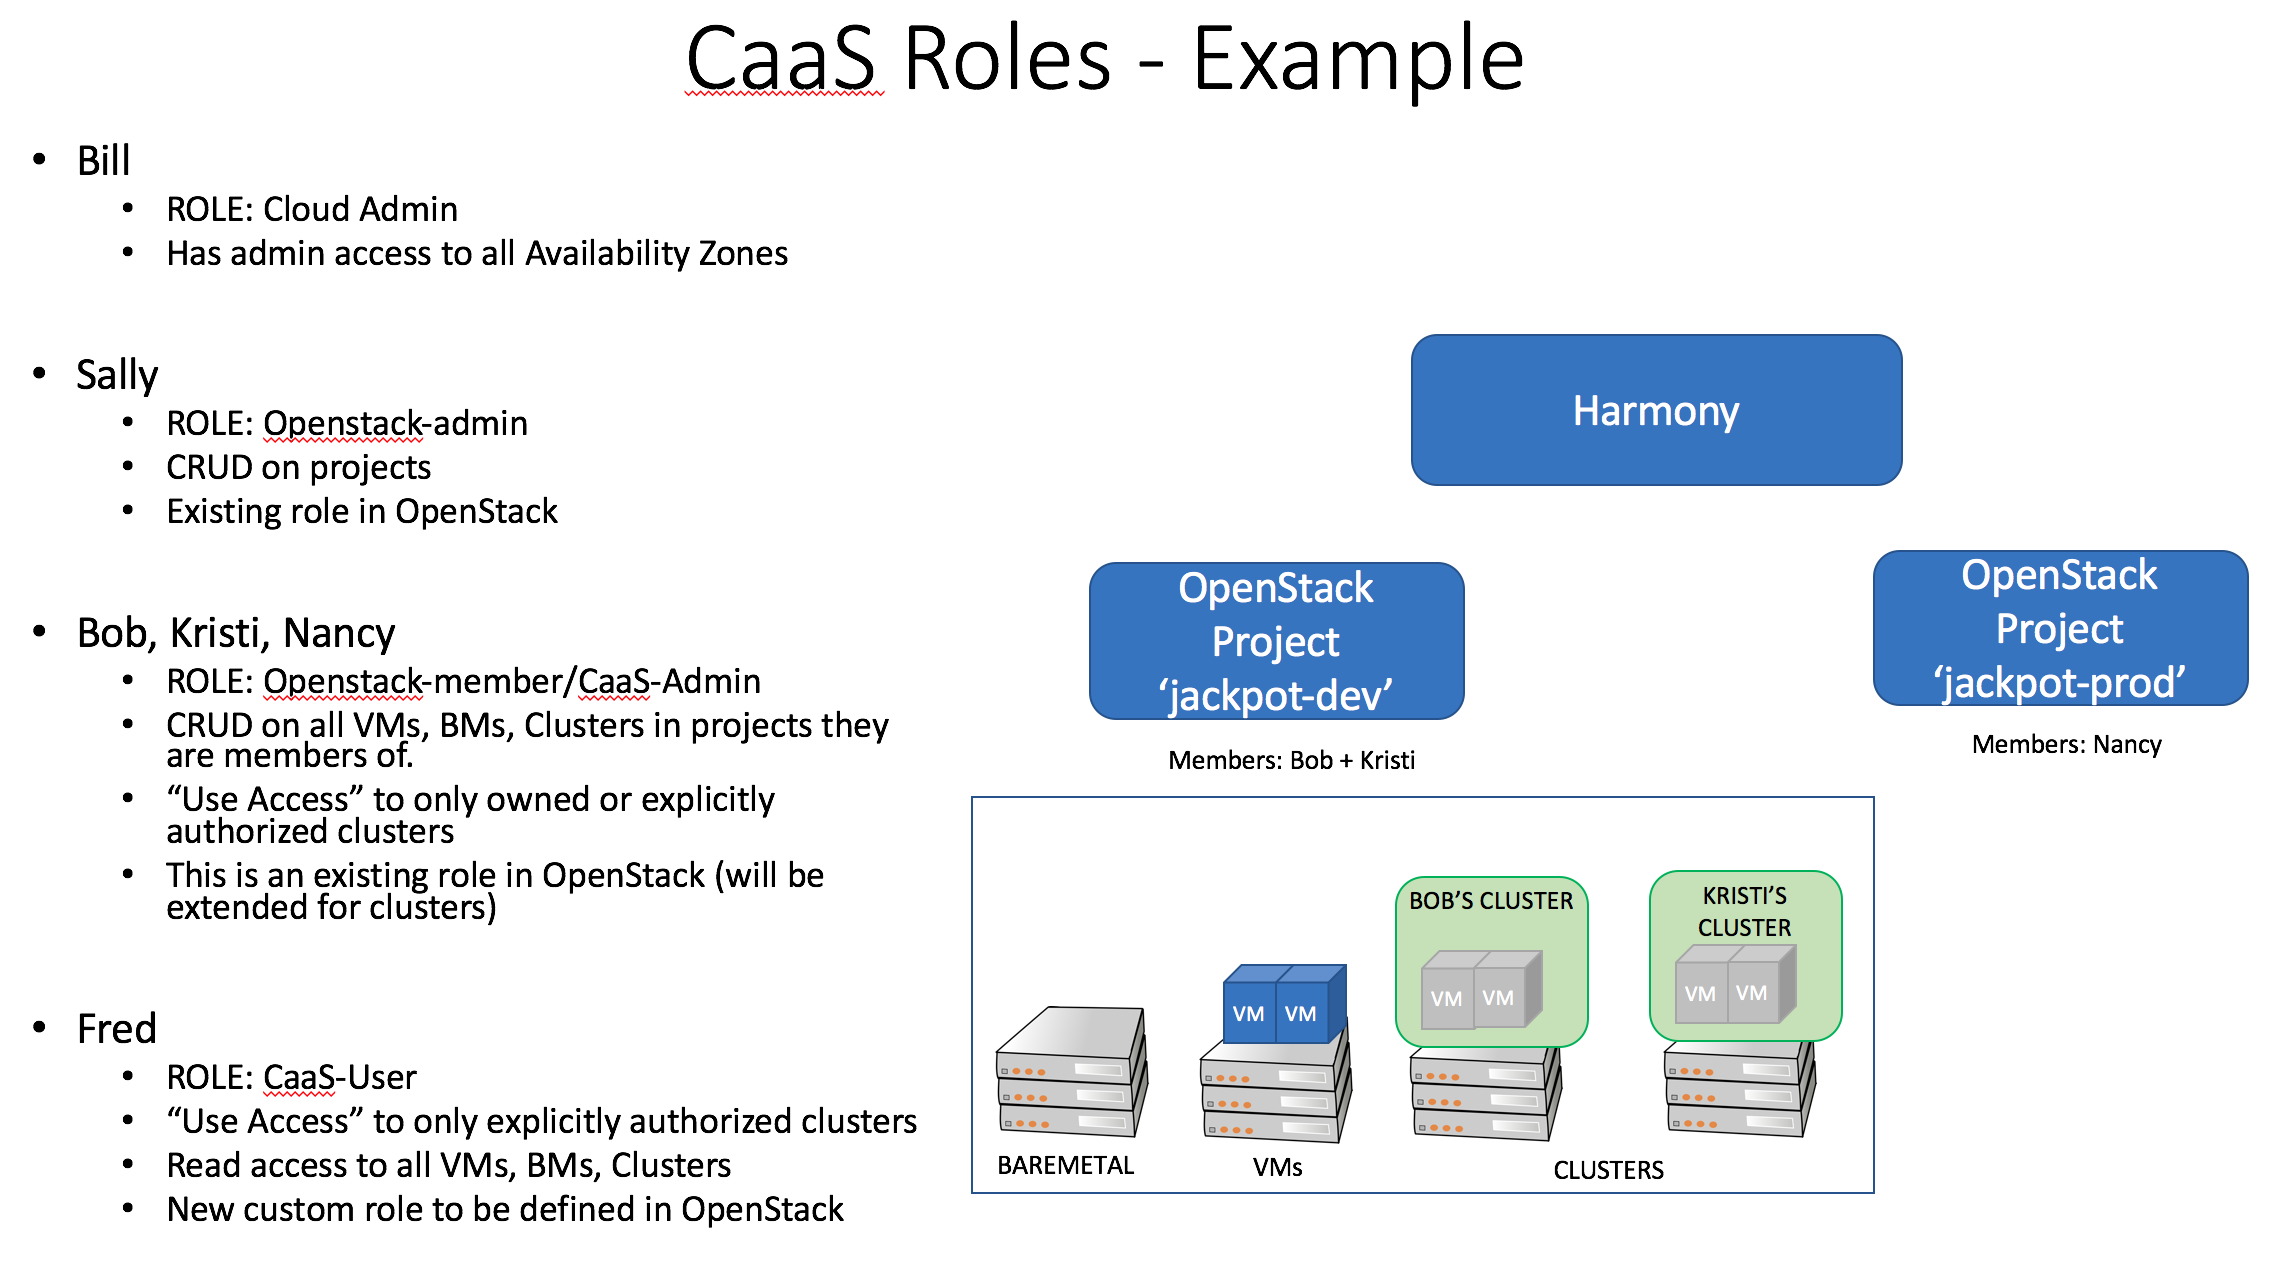 CaaS Roles - Example
• Bill
• ROLE: Cloud Admin
• Has admin access to all Availability Zones
• Sally
• ROLE: Openstack-admin
• CRUD on projects
• Existing role in OpenStack
• Bob, Kristi, Nancy
• ROLE: Openstack-member/CaaS-Admin
• CRUD on all VMs, BMs, Clusters in projects they
are members of.
• “Use Access” to only owned or explicitly
authorized clusters
• This is an existing role in OpenStack (will be
extended for clusters)
• Fred
• ROLE: CaaS-User
• “Use Access” to only explicitly authorized clusters
• Read access to all VMs, BMs, Clusters
• New custom role to be defined in OpenStack
Harmony
OpenStack
Project
‘jackpot-dev’
Members: Bob + Kristi
OpenStack
Project
‘jackpot-prod’
Members: Nancy
BAREMETAL
VM VM
VMs
BOB’S CLUSTER
VM VM
KRISTI’S
CLUSTER
VM VM
CLUSTERS